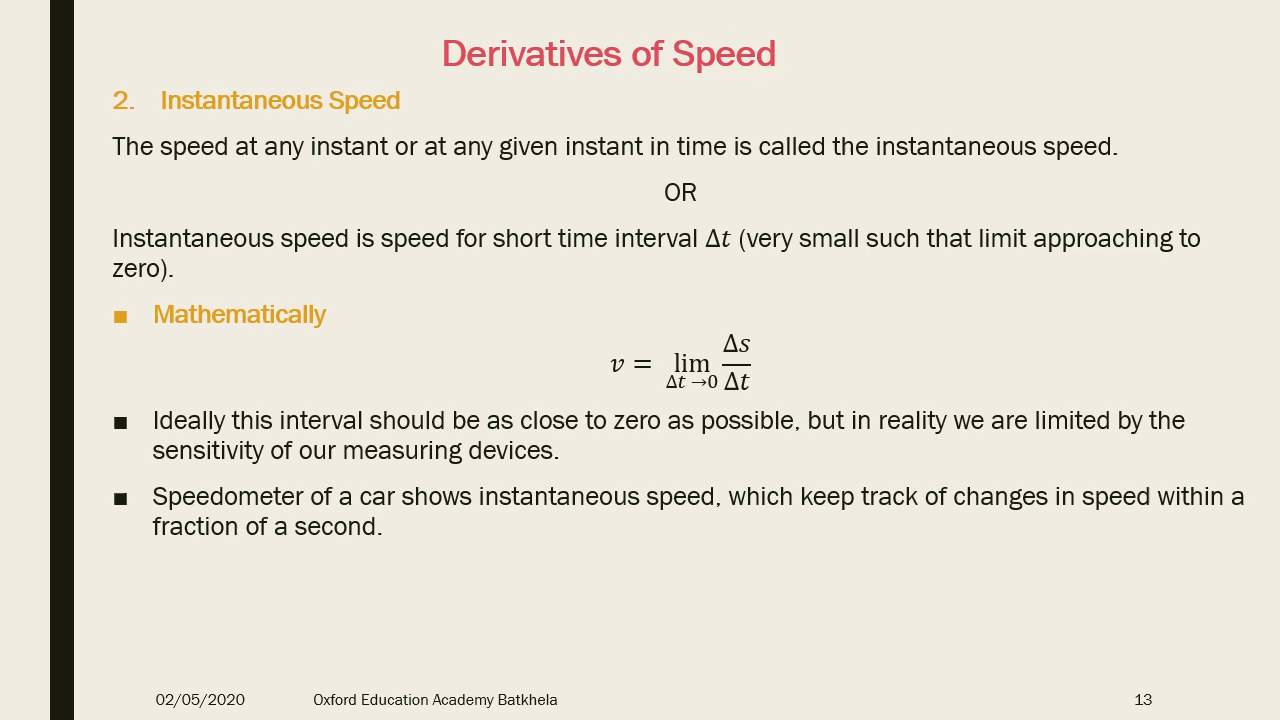 Derivatives of Speed
2. Instantaneous Speed
The speed at any instant or at any given instant in time is called the instantaneous speed.
OR
Instantaneous speed is speed for short time interval Δt (very small such that limit approaching to
zero).
■ Mathematically
v = lim Δt →0 Δs/Δt
■ Ideally this interval should be as close to zero as possible, but in reality we are limited by the
sensitivity of our measuring devices.
■ Speedometer of a car shows instantaneous speed, which keep track of changes in speed within a
fraction of a second.
02/05/2020 Oxford Education Academy Batkhela 13